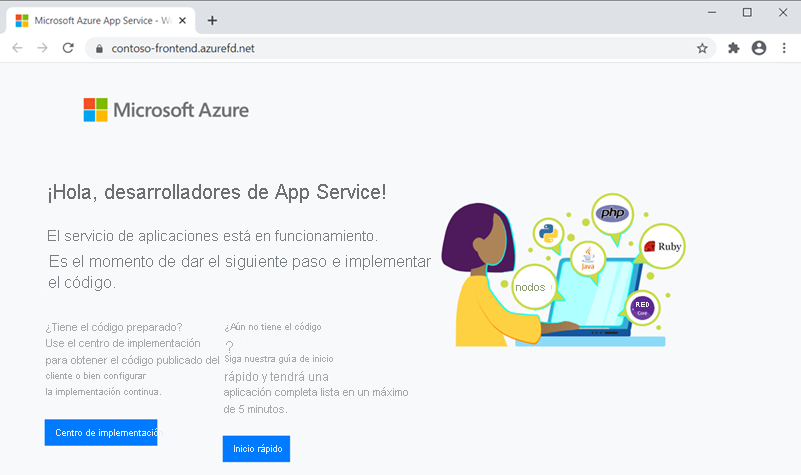 Microsoft Azure App Service - W
contoso-frontend.azurefd.net
Microsoft Azure
¡Hola, desarrolladores de App Service!
El servicio de aplicaciones está en funcionamiento.
Es el momento de dar el siguiente paso e implementar
el código.
¿Tiene el código preparado?
Use el centro de implementación
para obtener el código publicado del
cliente o bien configurar
la implementación continua.
Centro de implementació
¿Aún no tiene el código
?
Siga nuestra guía de inicio
rápido y tendrá una
aplicación completa lista en un máximo
de 5 minutos.
Inicio rápido
php
Ruby
Java
nodos
RED
Core